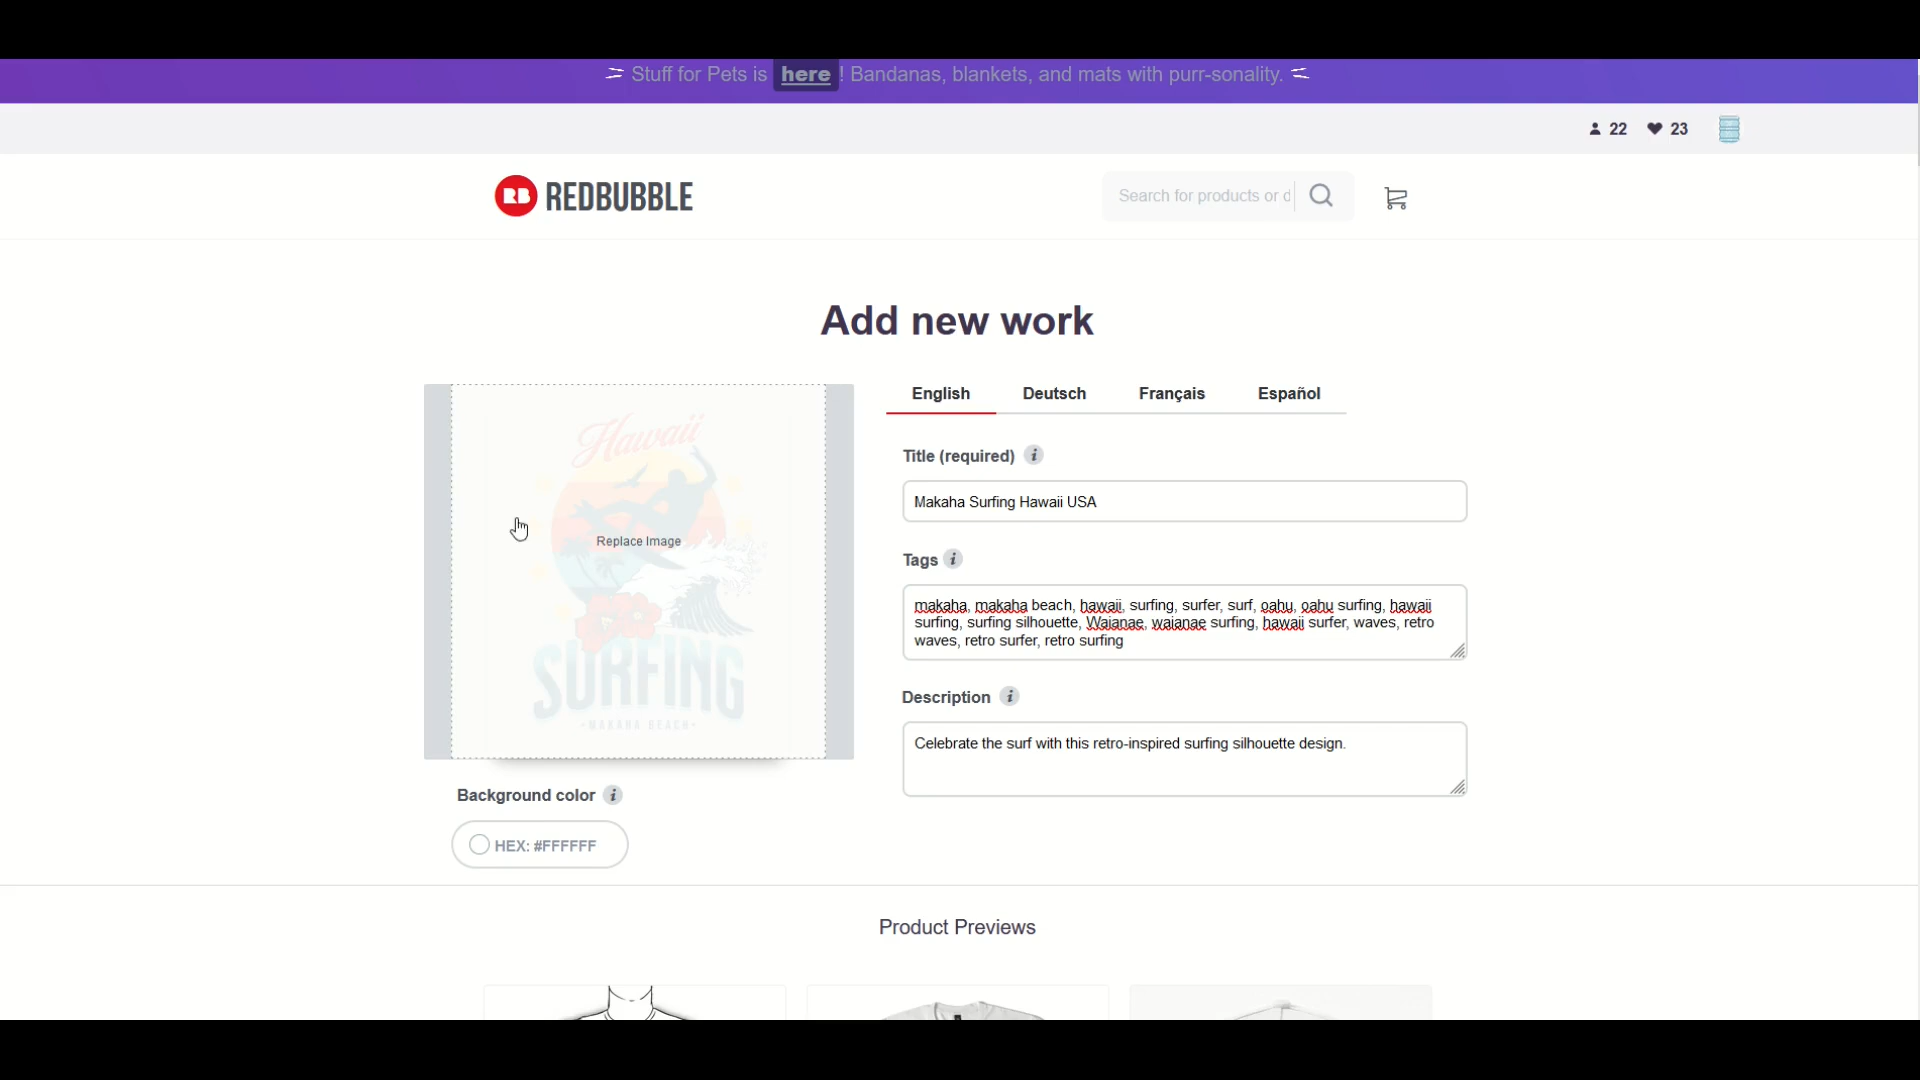 Stuff for Pets is here! Bandanas, blankets, and mats with purr-sonality.
22 23
RB REDBUBBLE
Search for products or d
Add new work
English Deutsch Français Español
Hawaii
Replace Image
SURFING
-MAKAHA BEACH-
Title (required) i
Makaha Surfing Hawaii USA
Tags i
makaha, makaha beach, hawaii, surfing, surfer, surf, oahu, oahu surfing, hawaii
surfing, surfing silhouette, Waianae, waianae surfing, hawaii surfer, waves, retro
waves, retro surfer, retro surfing
Description i
Celebrate the surf with this retro-inspired surfing silhouette design.
Background color i
HEX: #FFFFFF
Product Previews